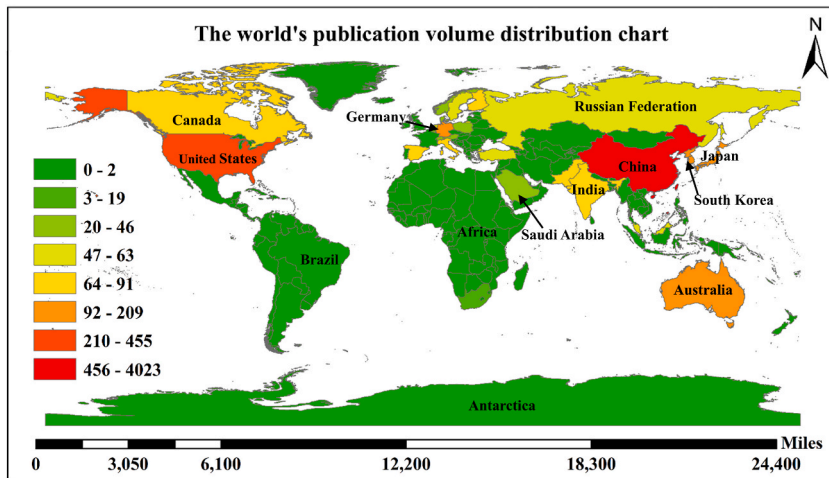 The world's publication volume distribution chart
N
Canada
Germany
Russian Federation
United States
China
Japan
India
South Korea
Africa
Saudi Arabia
Brazil
Australia
Antarctica
0 - 2
3 - 19
20 - 46
47 - 63
64 - 91
92 - 209
210 - 455
456 - 4023
Miles
0 3,050 6,100 12,200 18,300 24,400